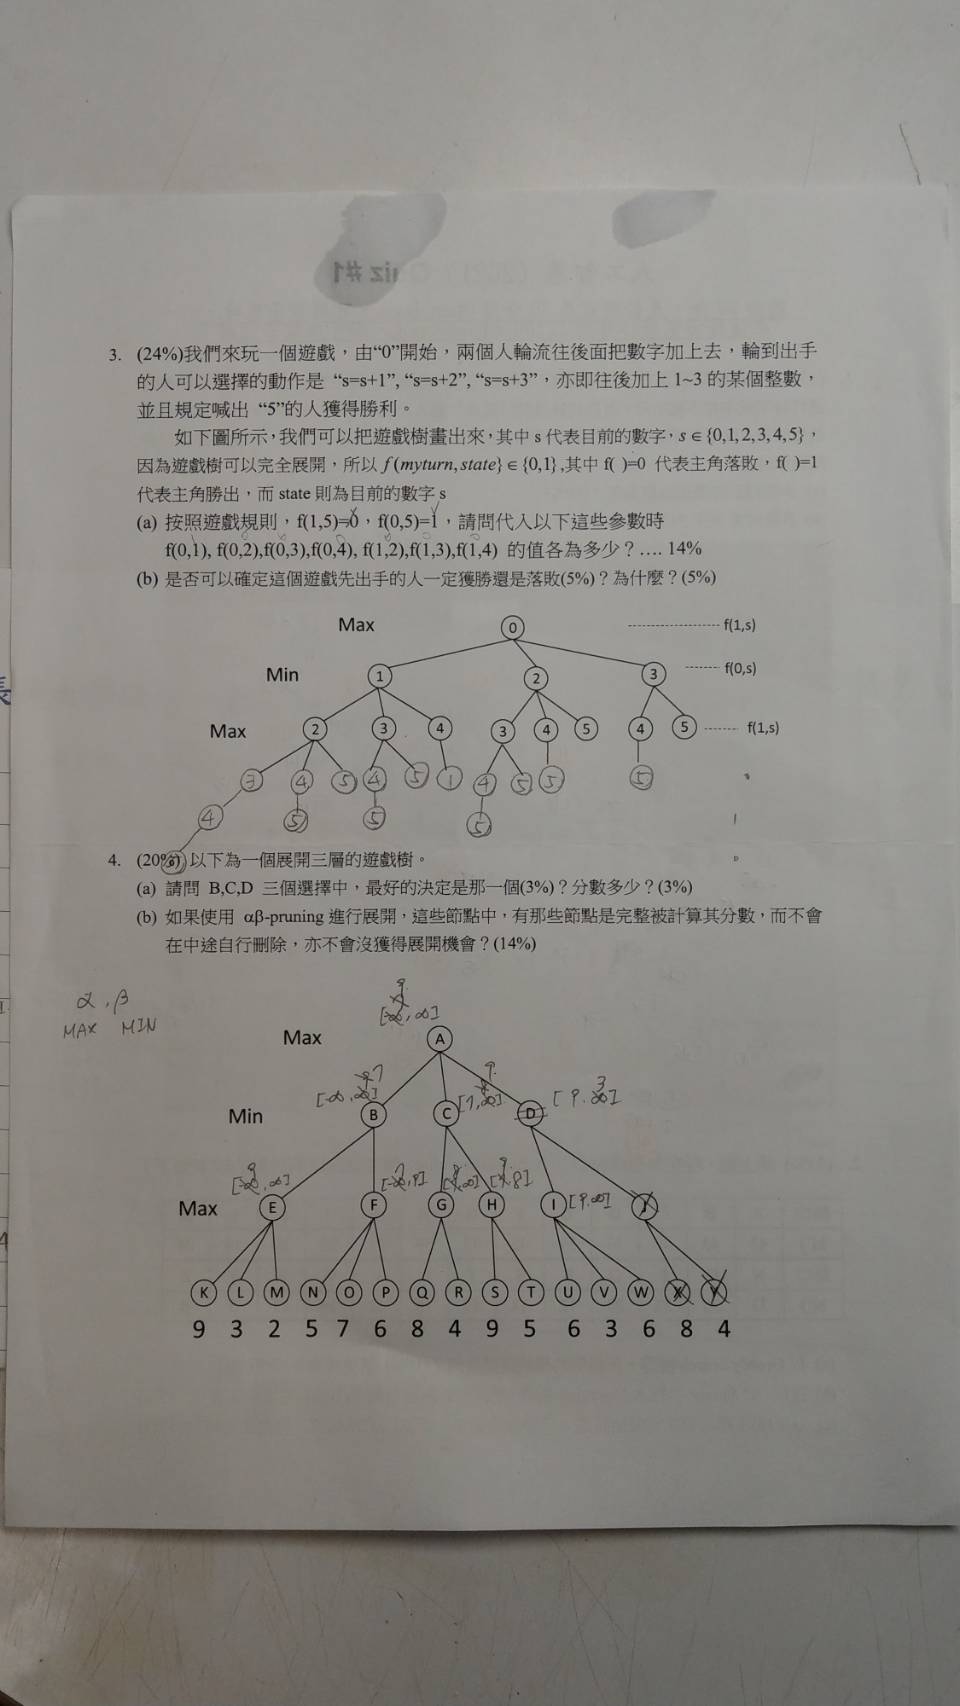 Quiz #1
3. (24%)我們來玩一個遊戲，由“0”開始，兩個人輪流往後面把數字加上去，輪到出手
的人可以選擇的動作是 “s=s+1”, “s=s+2”, “s=s+3”，亦即往後加上 1~3 的某個整數，
並且規定喊出 “5”的人獲得勝利。
如下圖所示，我們可以把遊戲樹畫出來，其中 s 代表目前的數字，s ∈ {0,1,2,3,4,5}，
因為遊戲樹可以完全展開，所以 f (myturn, state} ∈ {0,1} ,其中 f( )=0 代表主角落敗，f( )=1
代表主角勝出，而 state 則為目前的數字 s
(a) 按照遊戲規則，f(1,5)=0，f(0,5)=1，請問代入以下這些參數時
f(0,1), f(0,2),f(0,3),f(0,4), f(1,2),f(1,3),f(1,4) 的值各為多少？.... 14%
(b) 是否可以確定這個遊戲先出手的人一定獲勝還是落敗(5%)？為什麼？(5%)
Max 0 f(1,s)
Min 1 2 3 f(0,s)
Max 2 3 4 3 4 5 4 5 f(1,s)
3 4 5 4 5 1 4 5 5 5
4 5 5 5
4. (20%) 以下為一個展開三層的遊戲樹。
(a) 請問 B,C,D 三個選擇中，最好的決定是那一個(3%)？分數多少？(3%)
(b) 如果使用 αβ-pruning 進行展開，這些節點中，有那些節點是完整被計算其分數，而不會
在中途自行刪除，亦不會沒獲得展開機會？(14%)
α , β
MAX MIN
Max A
Min B C D
Max E F G H I J
[9,∞]
K L M N O P Q R S T U V W X Y
9 3 2 5 7 6 8 4 9 5 6 3 6 8 4